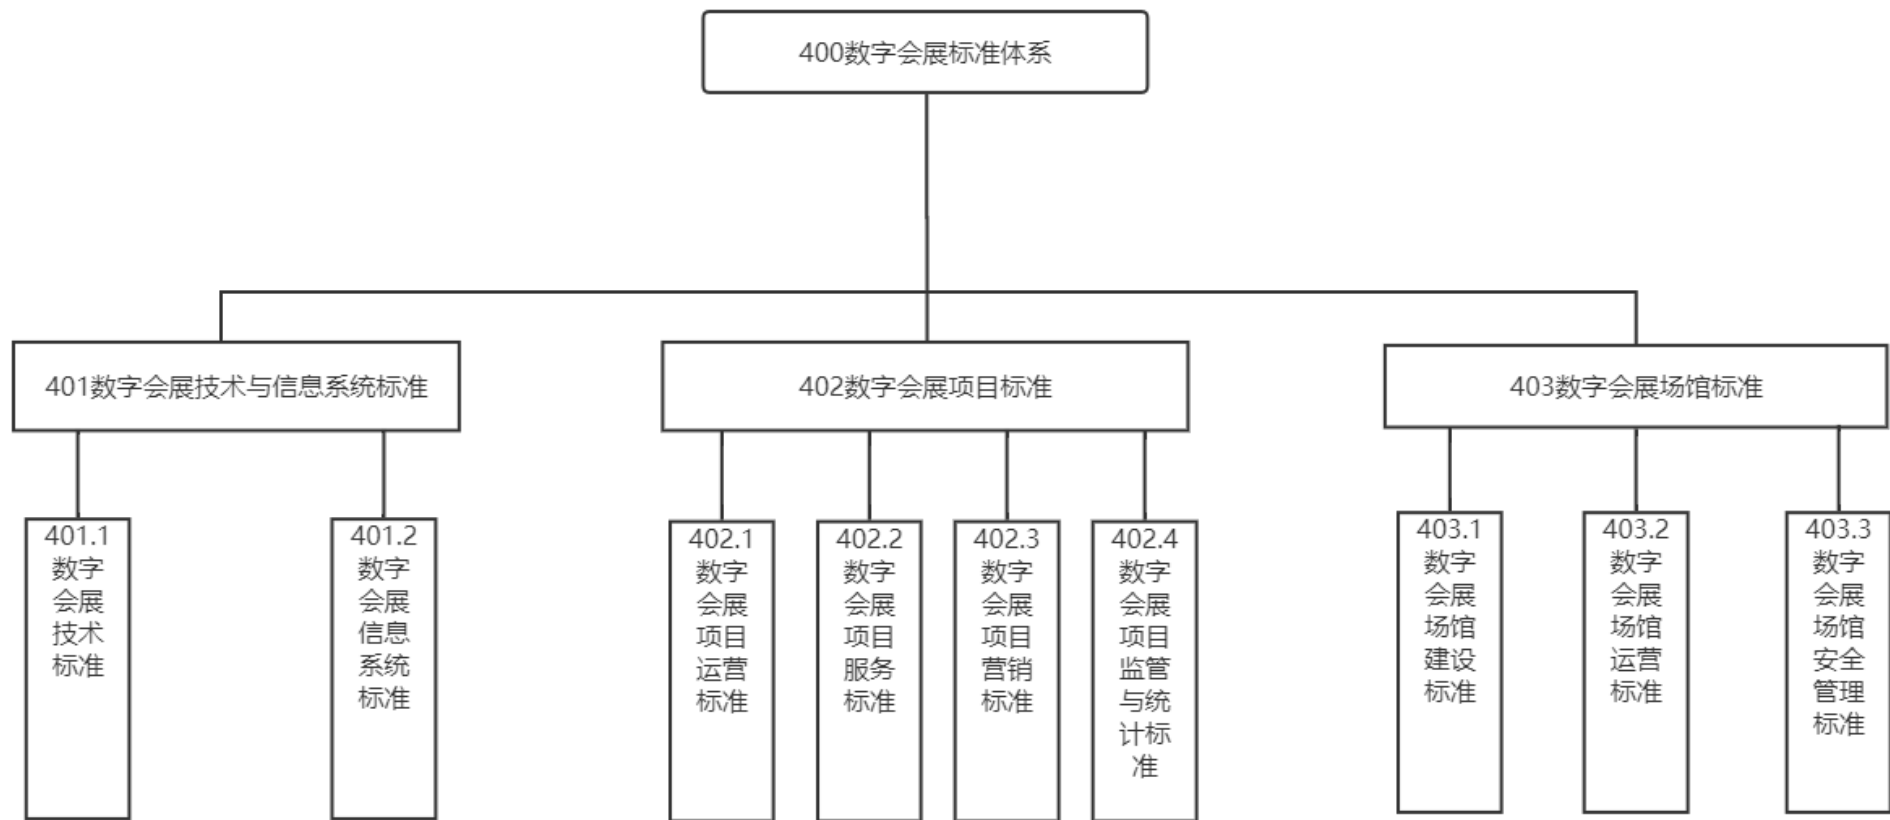 400数字会展标准体系
401数字会展技术与信息系统标准
402数字会展项目标准
403数字会展场馆标准
401.1
数字
会展
技术
标准
401.2
数字
会展
信息
系统
标准
402.1
数字
会展
项目
运营
标准
402.2
数字
会展
项目
服务
标准
402.3
数字
会展
项目
营销
标准
402.4
数字
会展
项目
监管
与统
计标
准
403.1
数字
会展
场馆
建设
标准
403.2
数字
会展
场馆
运营
标准
403.3
数字
会展
场馆
安全
管理
标准